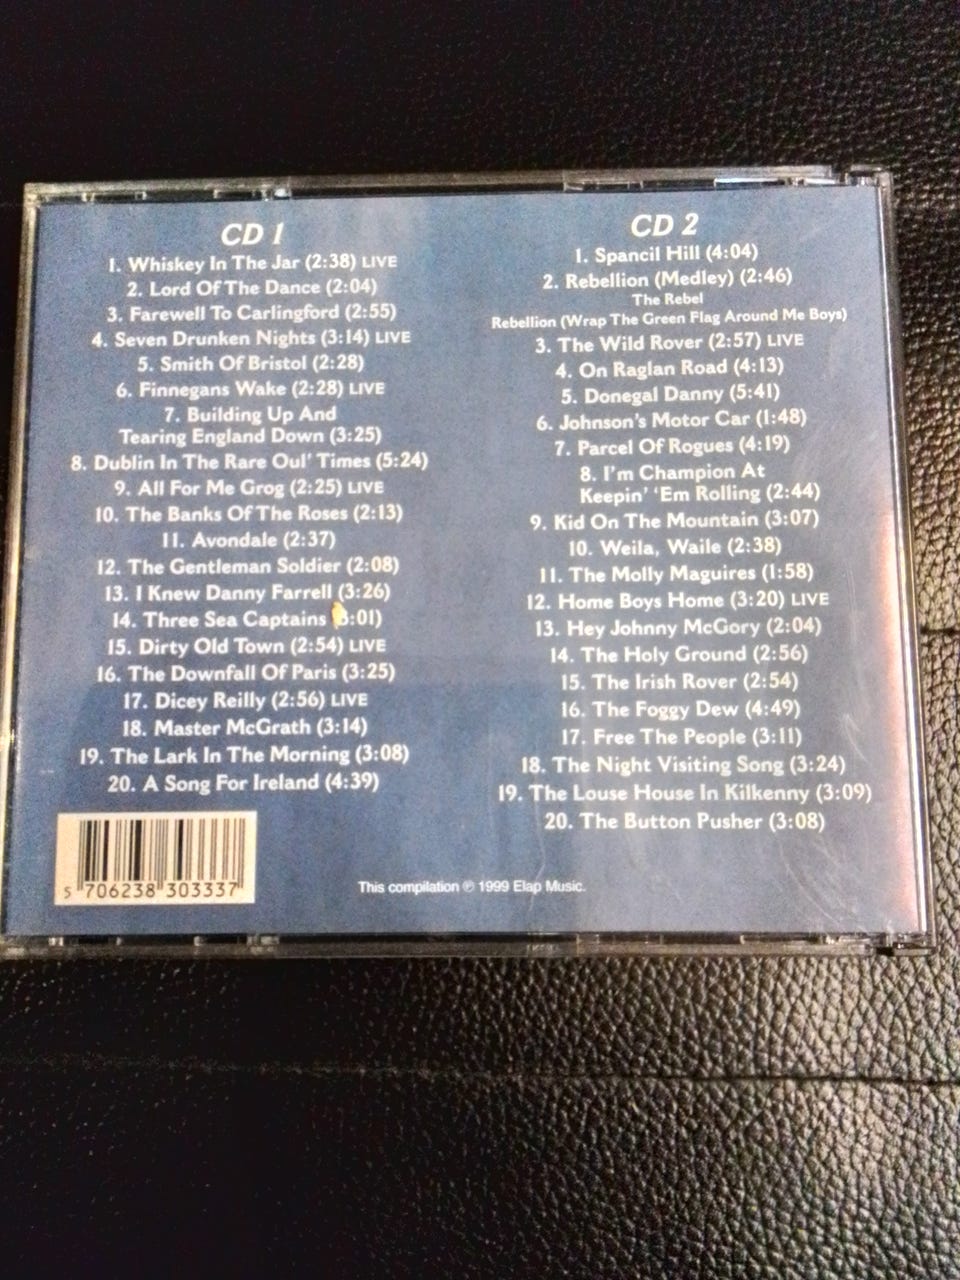 CD 1
1. Whiskey In The Jar (2:38) LIVE
2. Lord Of The Dance (2:04)
3. Farewell To Carlingford (2:55)
4. Seven Drunken Nights (3:14) LIVE
5. Smith Of Bristol (2:28)
6. Finnegans Wake (2:28) LIVE
7. Building Up And
Tearing England Down (3:25)
8. Dublin In The Rare Oul' Times (5:24)
9. All For Me Grog (2:25) LIVE
10. The Banks Of The Roses (2:13)
11. Avondale (2:37)
12. The Gentleman Soldier (2:08)
13. I Knew Danny Farrell (3:26)
14. Three Sea Captains (3:01)
15. Dirty Old Town (2:54) LIVE
16. The Downfall Of Paris (3:25)
17. Dicey Reilly (2:56) LIVE
18. Master McGrath (3:14)
19. The Lark In The Morning (3:08)
20. A Song For Ireland (4:39)
CD 2
1. Spancil Hill (4:04)
2. Rebellion (Medley) (2:46)
The Rebel
Rebellion (Wrap The Green Flag Around Me Boys)
3. The Wild Rover (2:57) LIVE
4. On Raglan Road (4:13)
5. Donegal Danny (5:41)
6. Johnson's Motor Car (1:48)
7. Parcel Of Rogues (4:19)
8. I'm Champion At
Keepin' 'Em Rolling (2:44)
9. Kid On The Mountain (3:07)
10. Weila, Waile (2:38)
11. The Molly Maguires (1:58)
12. Home Boys Home (3:20) LIVE
13. Hey Johnny McGory (2:04)
14. The Holy Ground (2:56)
15. The Irish Rover (2:54)
16. The Foggy Dew (4:49)
17. Free The People (3:11)
18. The Night Visiting Song (3:24)
19. The Louse House In Kilkenny (3:09)
20. The Button Pusher (3:08)
5 706238 303337
This compilation ℗ 1999 Elap Music.